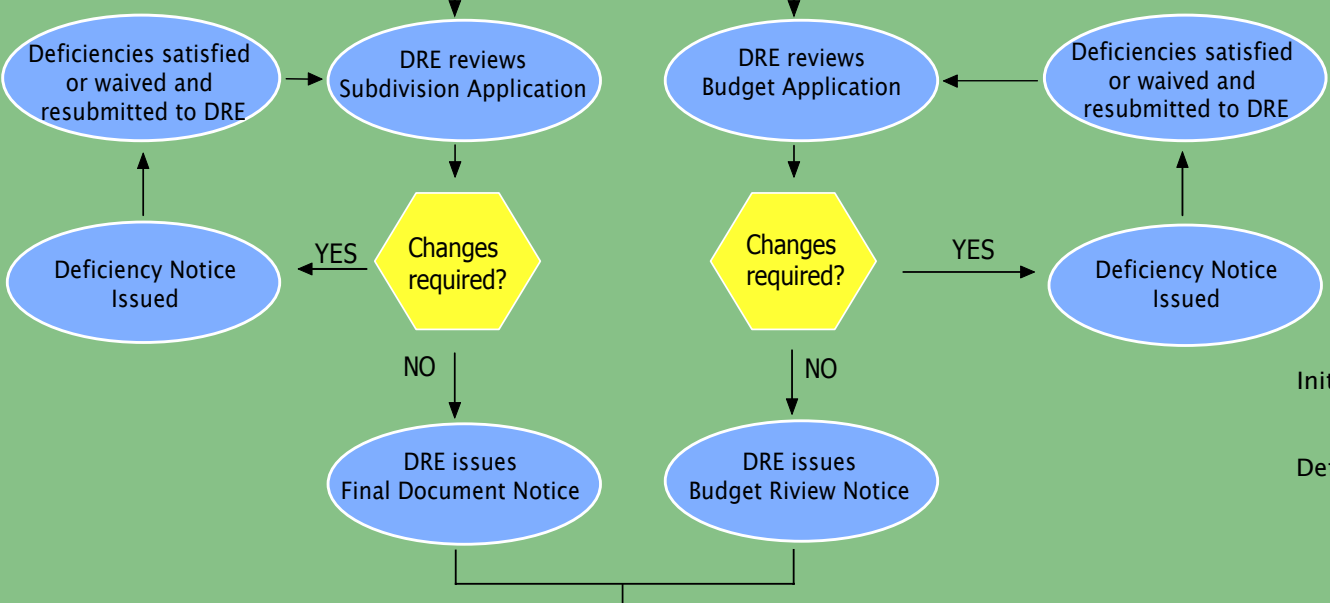 Deficiencies satisfied
or waived and
resubmitted to DRE
DRE reviews
Subdivision Application
DRE reviews
Budget Application
Deficiencies satisfied
or waived and
resubmitted to DRE
Deficiency Notice
Issued
YES
Changes
required?
Changes
required?
YES
Deficiency Notice
Issued
NO
NO
DRE issues
Final Document Notice
DRE issues
Budget Riview Notice